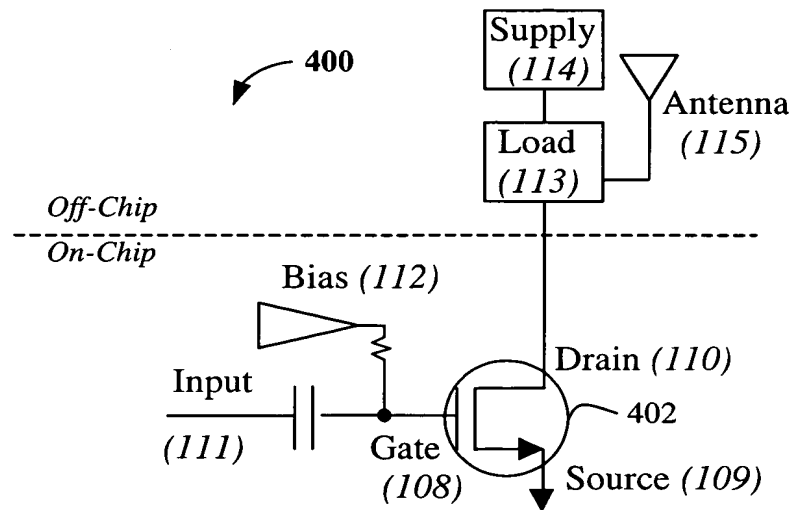 Supply
(114)
400
Antenna
(115)
Load
(113)
Off-Chip
On-Chip
Bias (112)
Drain (110)
Input
402
(111)
Gate
(108)
Source (109)